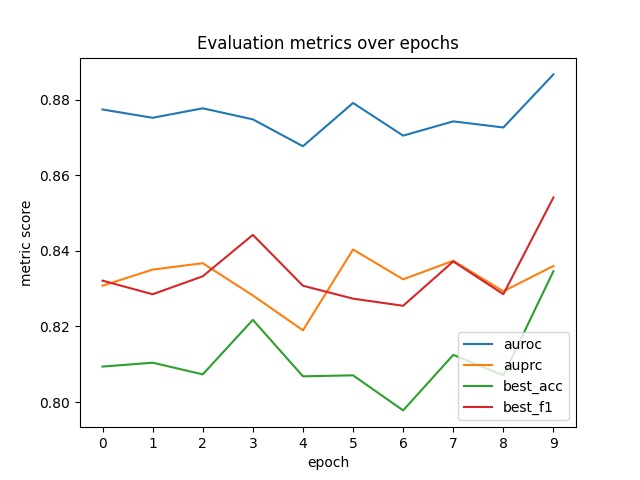 Evaluation metrics over epochs
metric score
0.88
0.86
0.84
0.82
0.80
auroc
auprc
best_acc
best_f1
0 1 2 3 4 5 6 7 8 9
epoch